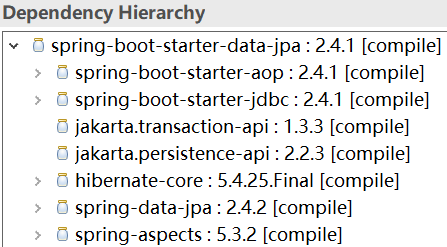 Dependency Hierarchy
spring-boot-starter-data-jpa : 2.4.1 [compile]
spring-boot-starter-aop : 2.4.1 [compile]
spring-boot-starter-jdbc : 2.4.1 [compile]
jakarta.transaction-api : 1.3.3 [compile]
jakarta.persistence-api : 2.2.3 [compile]
hibernate-core : 5.4.25.Final [compile]
spring-data-jpa : 2.4.2 [compile]
spring-aspects : 5.3.2 [compile]